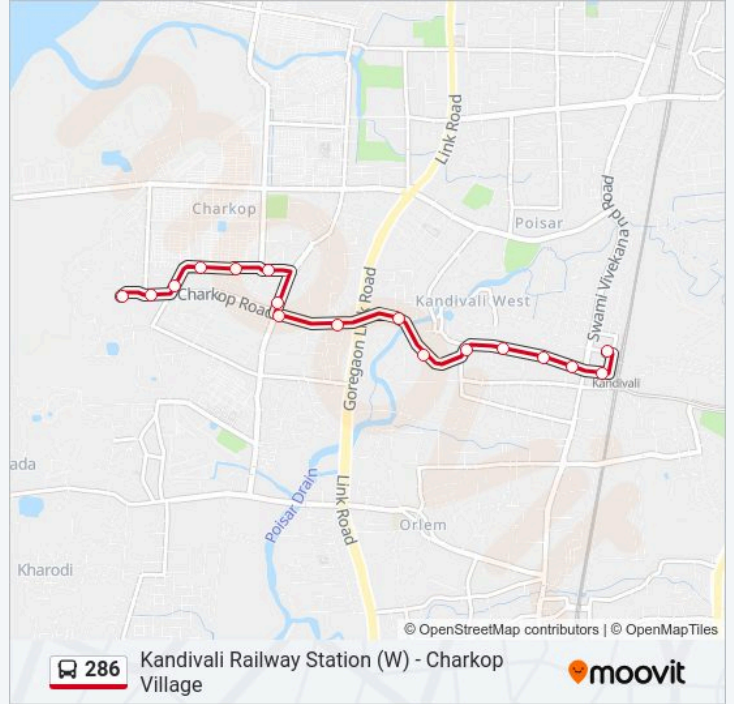 Link Road
Road
Charkop
Poisar
Swami Vivekanand Road
Charkop Road
Goregaon Link Road
Kandivali West
Kandivali
ada
Poisar Drain
Link Road
Orlem
Kharodi
© OpenStreetMap contributors | © OpenMapTiles
286
Kandivali Railway Station (W) - Charkop
Village
moovit